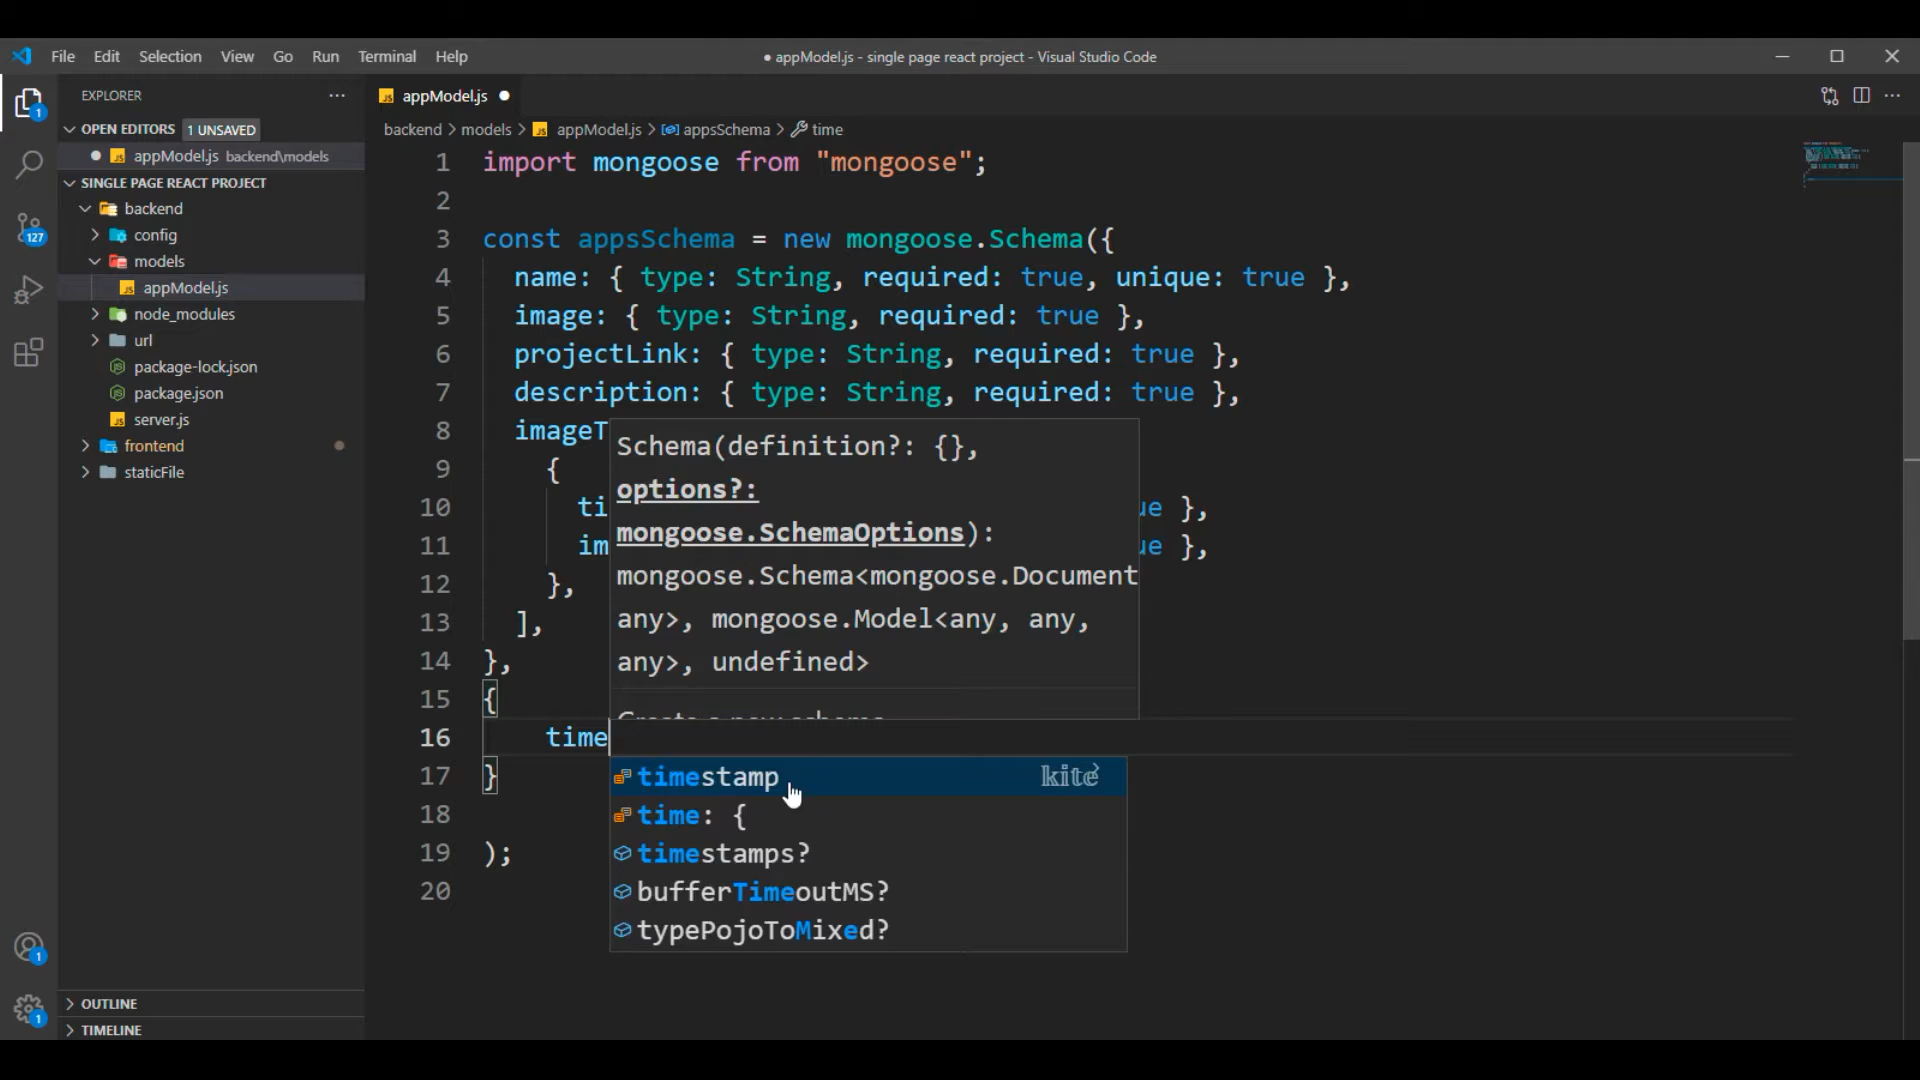 File Edit Selection View Go Run Terminal Help
● appModel.js - single page react project - Visual Studio Code
EXPLORER
OPEN EDITORS 1 UNSAVED
appModel.js backend\models
SINGLE PAGE REACT PROJECT
backend
config
models
appModel.js
node_modules
url
package-lock.json
package.json
server.js
frontend
staticFile
OUTLINE
TIMELINE
1
127
1
1
appModel.js
backend > models > appModel.js > appsSchema > time
1 import mongoose from "mongoose";
2
3 const appsSchema = new mongoose.Schema({
4 name: { type: String, required: true, unique: true },
5 image: { type: String, required: true },
6 projectLink: { type: String, required: true },
7 description: { type: String, required: true },
8 imageT
9 {
10 ti ue },
11 im ue },
12 },
13 ],
14 },
15 {
16 time
17 }
18
19 );
20
Schema(definition?: {},
options?:
mongoose.SchemaOptions):
mongoose.Schema<mongoose.Document
any>, mongoose.Model<any, any,
any>, undefined>
timestamp kite
time: {
timestamps?
bufferTimeoutMS?
typePojoToMixed?